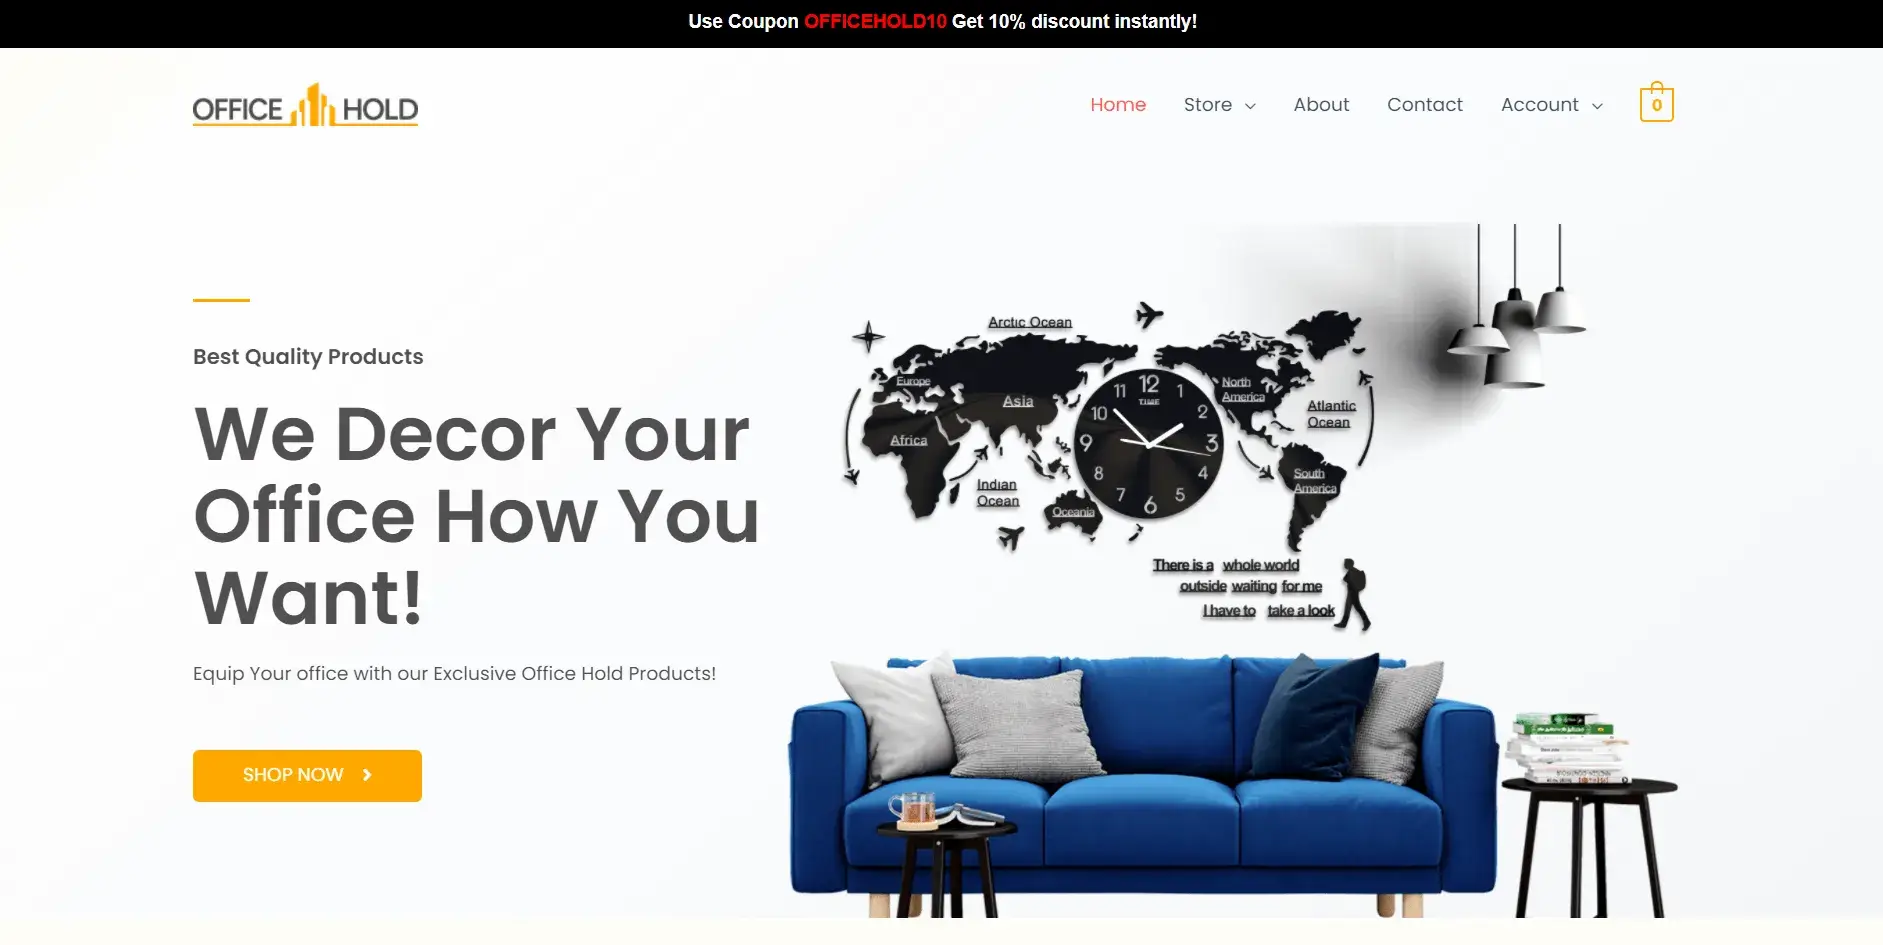 Use Coupon OFFICEHOLD10 Get 10% discount instantly!
OFFICE HOLD
Home Store About Contact Account 0
Best Quality Products
We Decor Your
Office How You
Want!
Equip Your office with our Exclusive Office Hold Products!
SHOP NOW
Arctic Ocean
Europe
Asia
Africa
Indian
Ocean
Oceania
12
1
2
3
4
5
6
7
8
9
10
11
TIME
North
America
Atlantic
Ocean
South
America
There is a whole world
outside waiting for me
I have to take a look